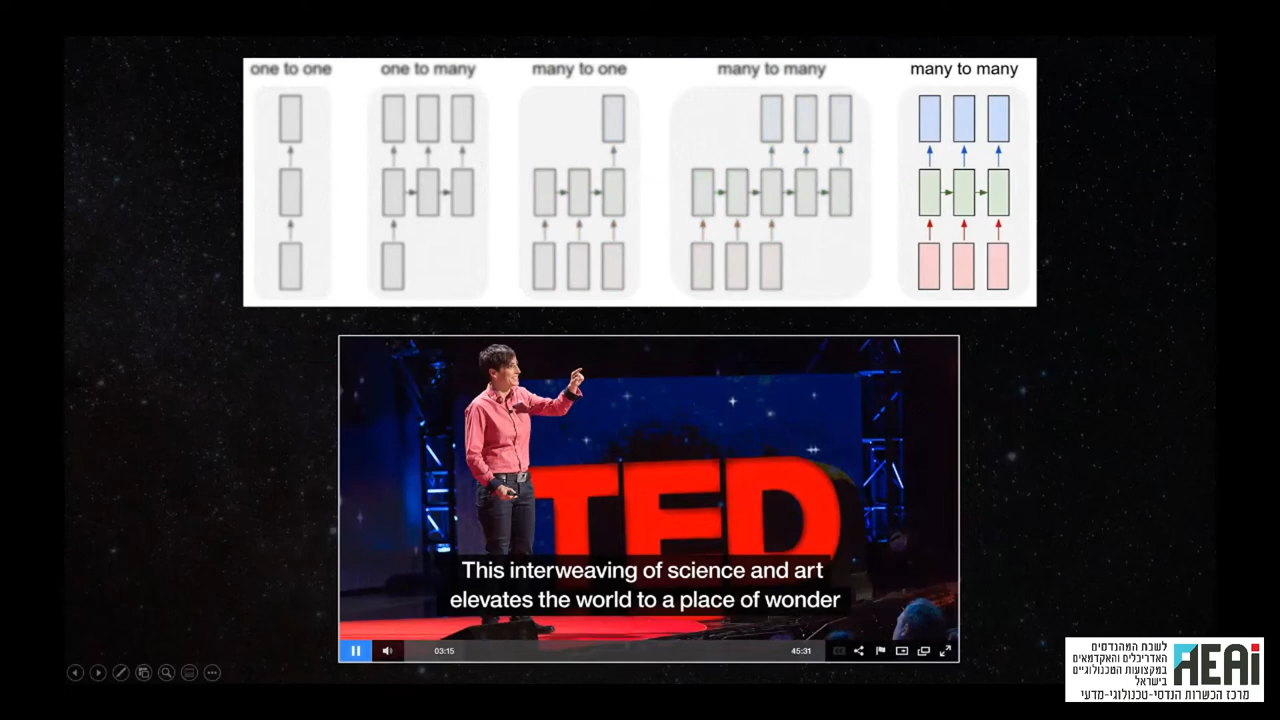 one to one
one to many
many to one
many to many
many to many
TED
This interweaving of science and art
elevates the world to a place of wonder
03:15
45:31
לשכת המהנדסים
האדריכלים והאקדמאים
במקצועות הטכנולוגיים
בישראל
AEAi
מרכז הכשרות הנדסי-טכנולוגי-מדעי